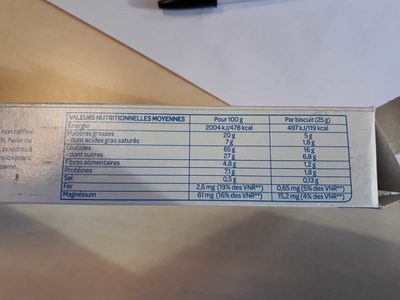 VALEURS NUTRITIONNELLES MOYENNES Pour 100 g Par biscuit (25 g)
Énergie 2004 kJ/478 kcal 497 kJ/119 kcal
Matières grasses 20 g 5 g
- dont acides gras saturés 7 g 1,8 g
Glucides 65 g 16 g
- dont sucres 27 g 6,8 g
Fibres alimentaires 4,8 g 1,2 g
Protéines 7,1 g 1,8 g
Sel 0,5 g 0,13 g
Fer 2,6 mg (19% des VNR**) 0,65 mg (5% des VNR**)
Magnésium 61 mg (16% des VNR**) 15,2 mg (4% des VNR**)
non raffiné
huile de
poudre) à